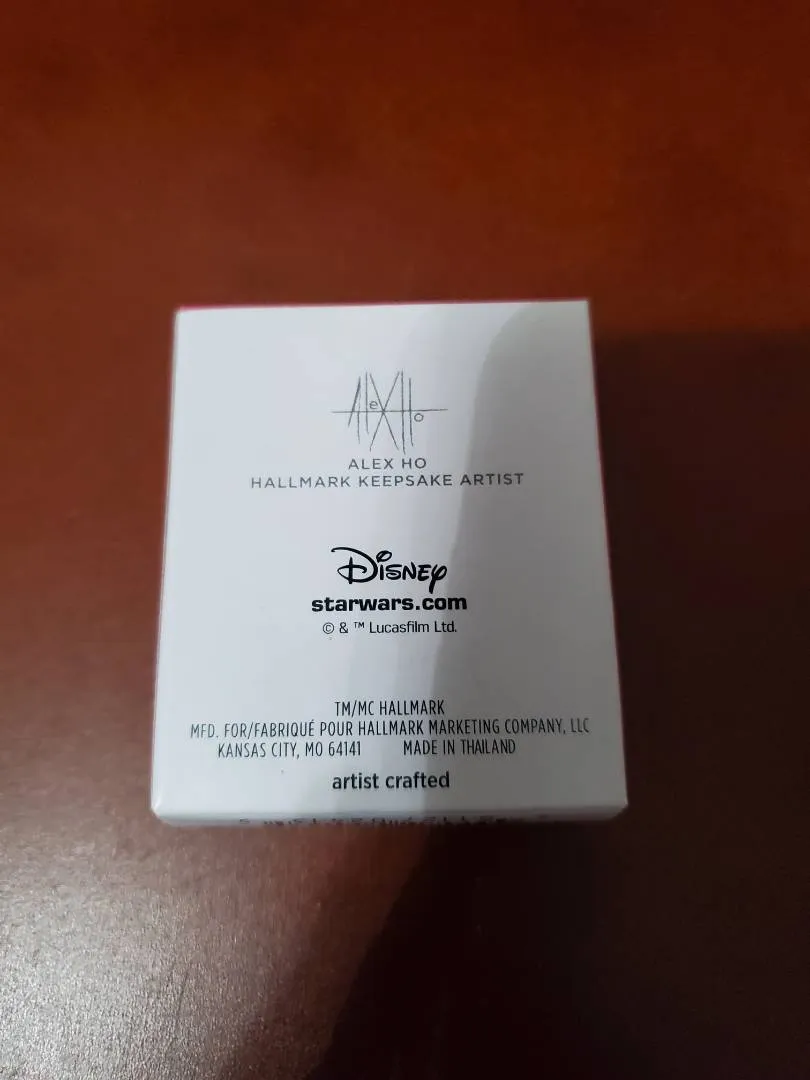 AlexHo
ALEX HO
HALLMARK KEEPSAKE ARTIST
Disney
starwars.com
© & ™ Lucasfilm Ltd.
TM/MC HALLMARK
MFD. FOR/FABRIQUÉ POUR HALLMARK MARKETING COMPANY, LLC
KANSAS CITY, MO 64141 MADE IN THAILAND
artist crafted